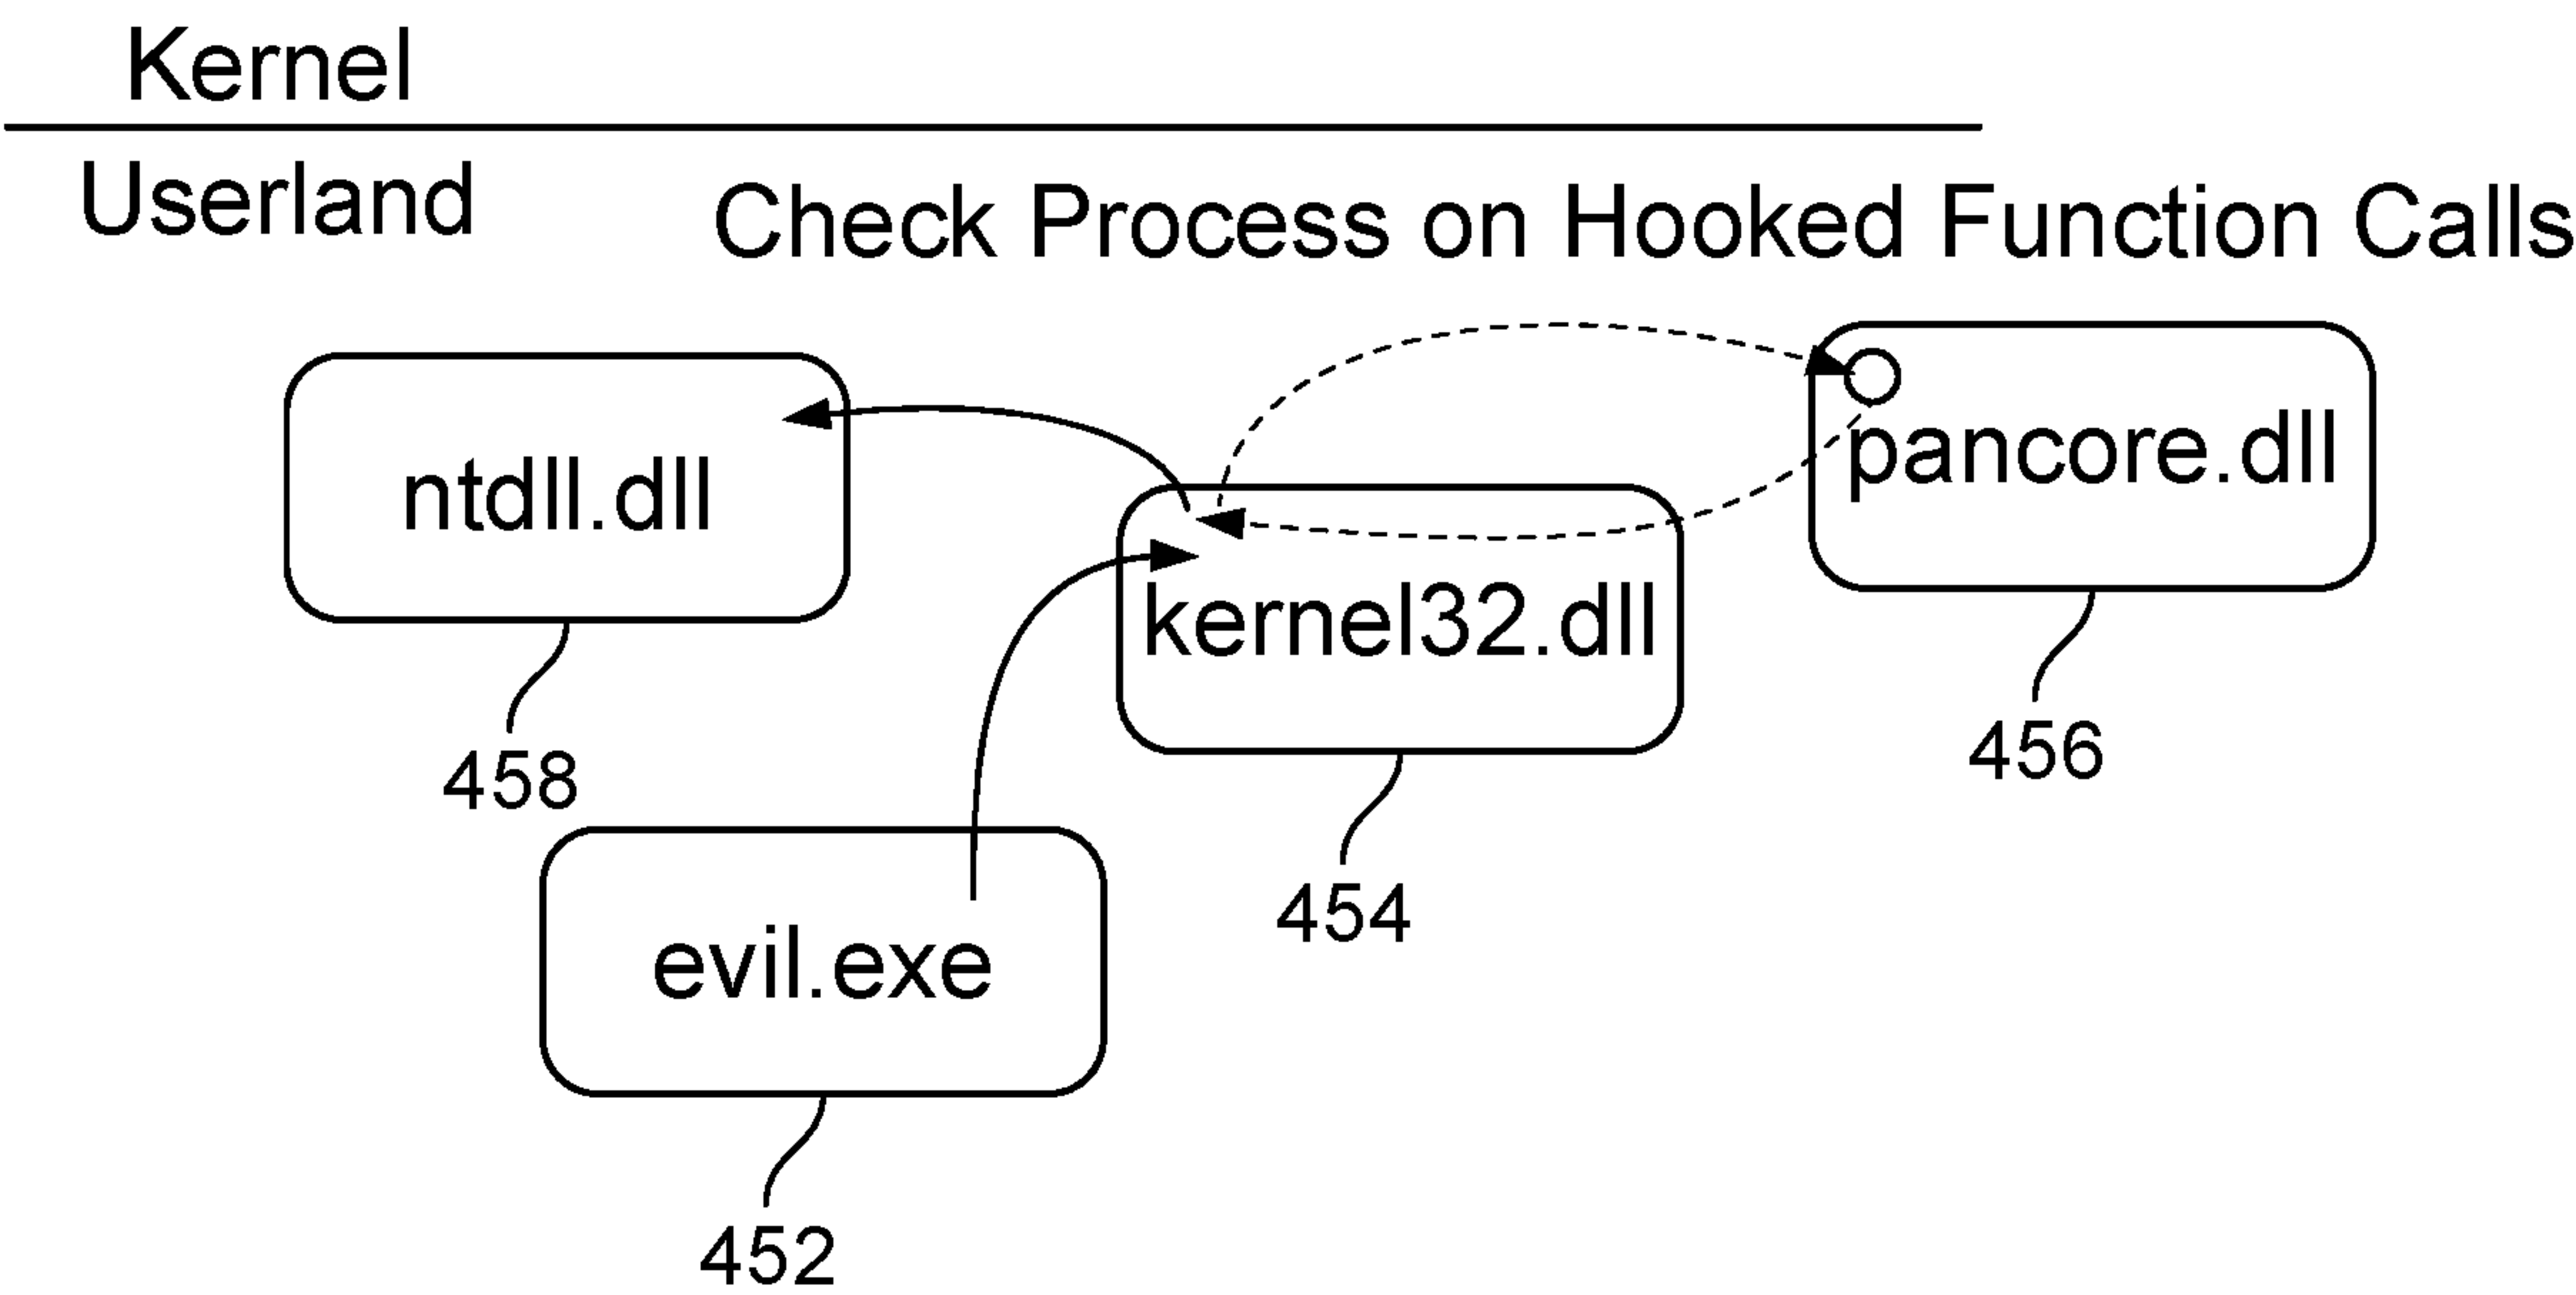 Kernel
Userland
Check Process on Hooked Function Calls
ntdll.dll
pancore.dll
kernel32.dll
458
456
454
evil.exe
452